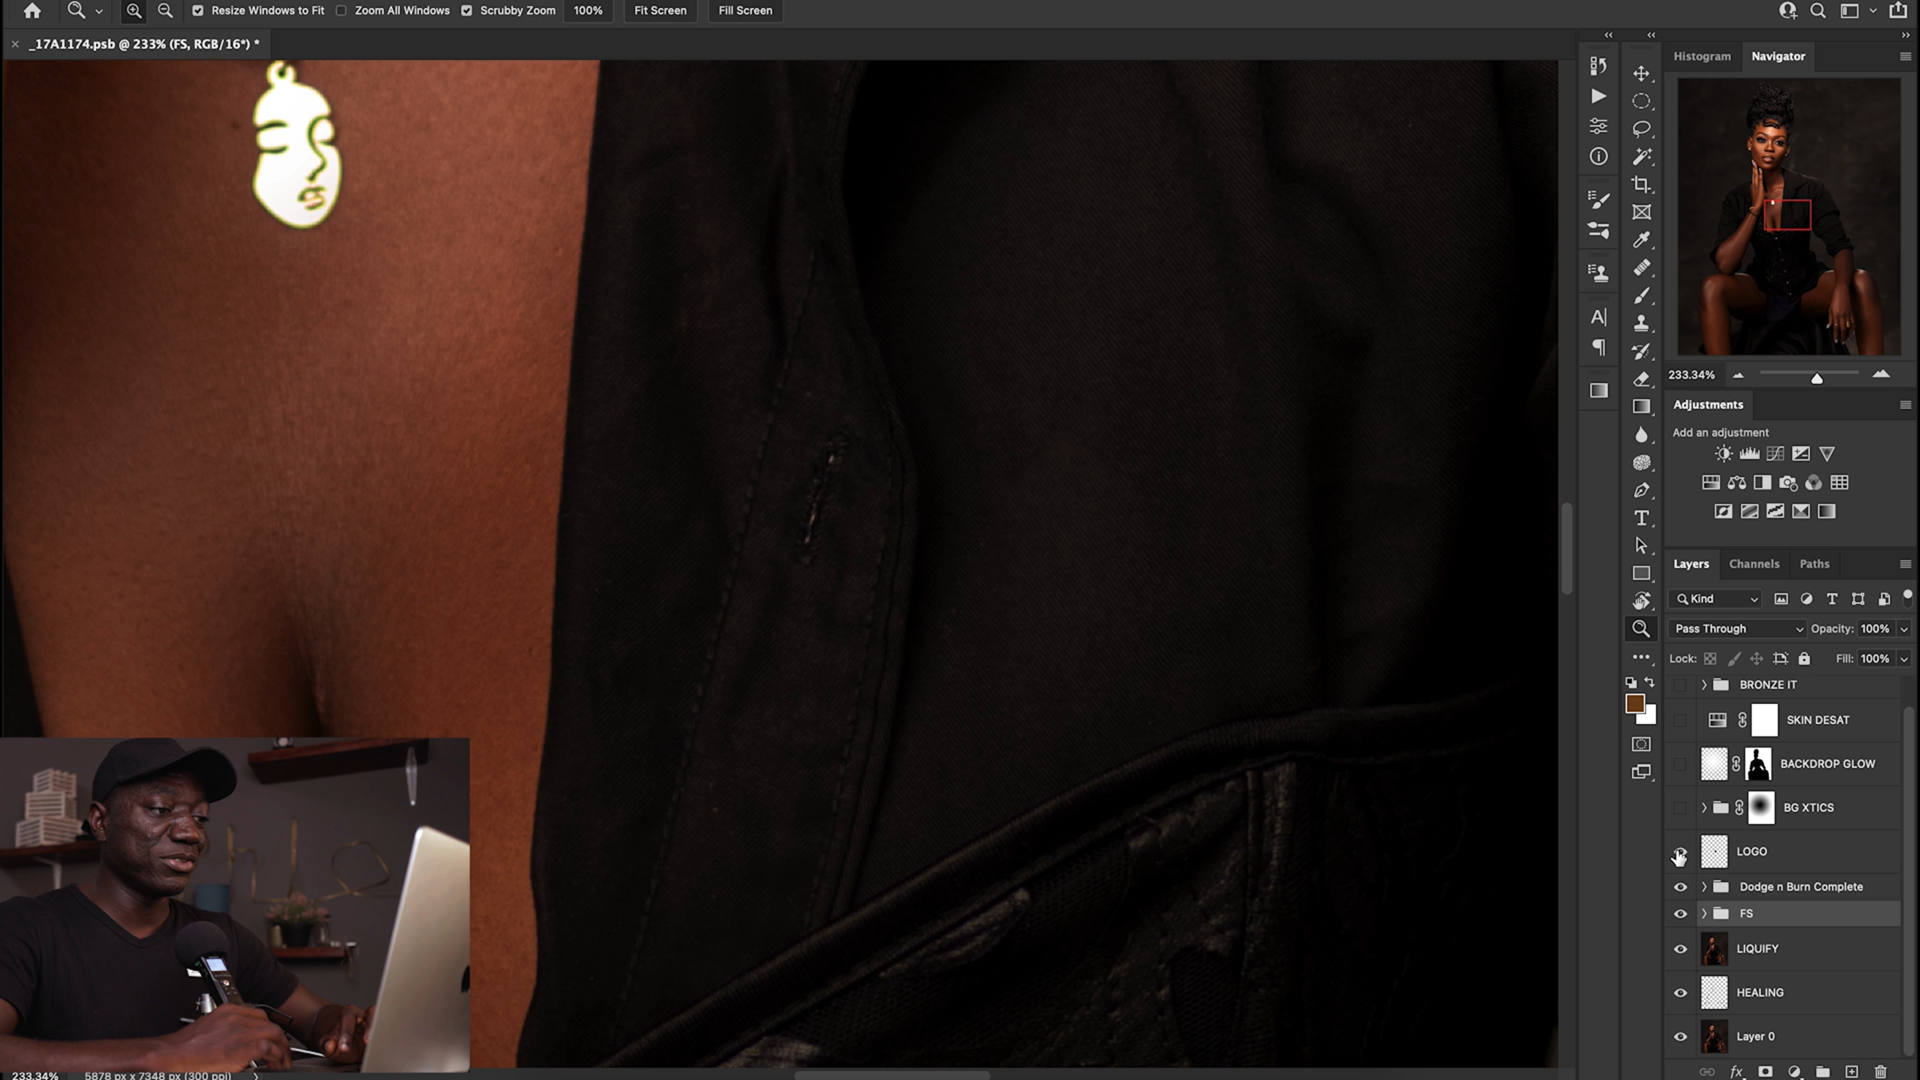 Resize Windows to Fit
Zoom All Windows
Scrubby Zoom
100%
Fit Screen
Fill Screen
_17A1174.psb @ 233% (FS, RGB/16*) *
Histogram
Navigator
233.34%
Adjustments
Add an adjustment
Layers
Channels
Paths
Kind
Pass Through
Opacity: 100%
Lock:
Fill: 100%
BRONZE IT
SKIN DESAT
BACKDROP GLOW
BG XTICS
LOGO
Dodge n Burn Complete
FS
LIQUIFY
HEALING
Layer 0
233.34%
5878 px x 7348 px (300 ppi)